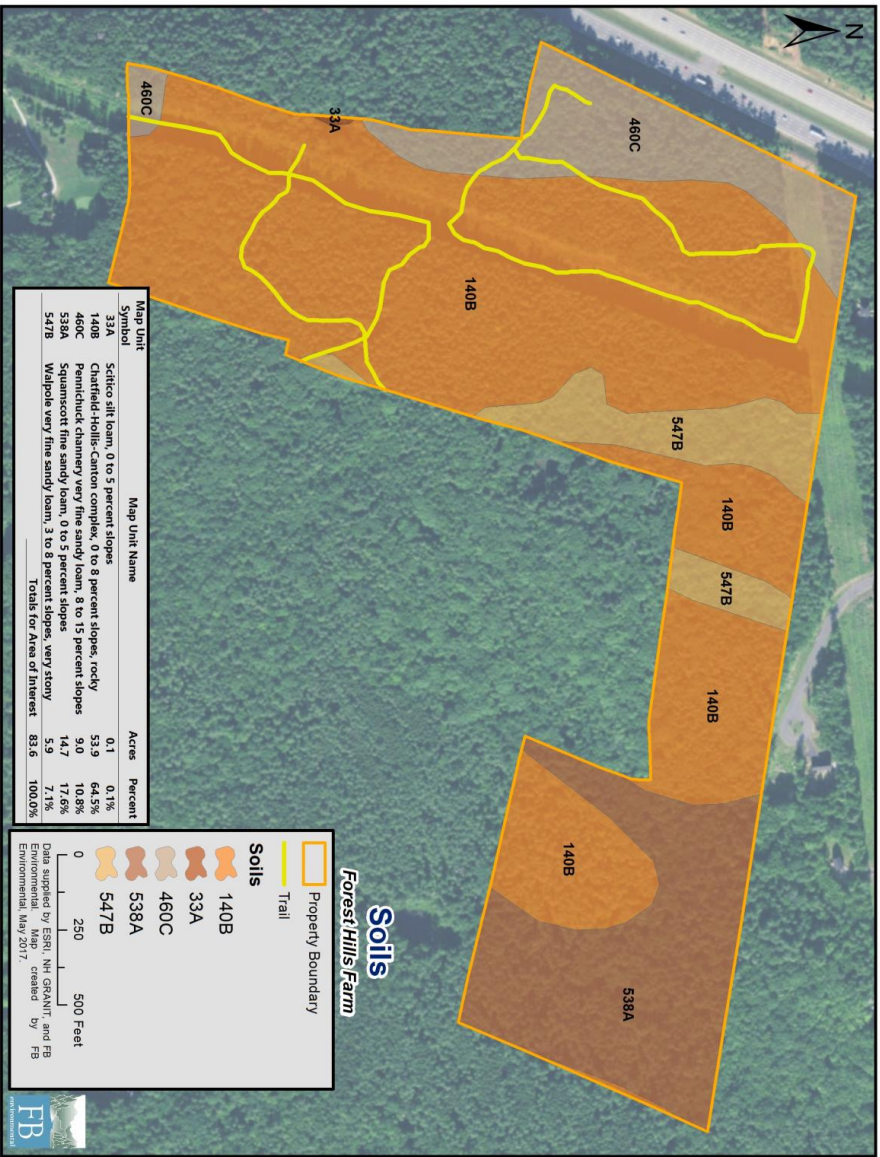 N
460C
460C
33A
140B
547B
140B
547B
140B
140B
538A
Soils
Forest Hills Farm
Property Boundary
Trail
Soils
140B
33A
460C
538A
547B
0 250 500 Feet
Data supplied by ESRI, NH GRANIT, and FB
Environmental. Map created by FB
Environmental, May 2017.
Map Unit Symbol Map Unit Name Acres Percent
33A Scitico silt loam, 0 to 5 percent slopes 0.1 0.1%
140B Chatfield-Hollis-Canton complex, 0 to 8 percent slopes, rocky 53.9 64.5%
460C Pennichuck channery very fine sandy loam, 8 to 15 percent slopes 9.0 10.8%
538A Squamscott fine sandy loam, 0 to 5 percent slopes 14.7 17.6%
547B Walpole very fine sandy loam, 3 to 8 percent slopes, very stony 5.9 7.1%
Totals for Area of Interest 83.6 100.0%
FB
environmental